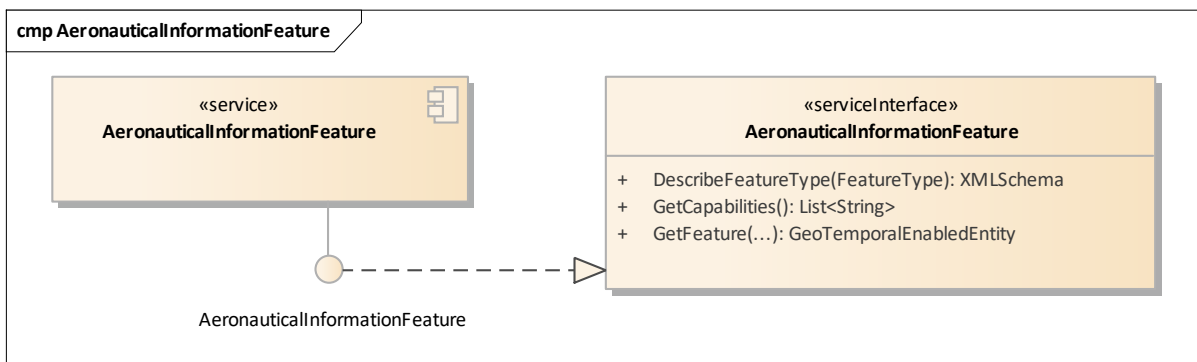 cmp AeronauticalInformationFeature
«service»
AeronauticalInformationFeature
«serviceInterface»
AeronauticalInformationFeature
+ DescribeFeatureType(FeatureType): XMLSchema
+ GetCapabilities(): List<String>
+ GetFeature(...): GeoTemporalEnabledEntity
AeronauticalInformationFeature